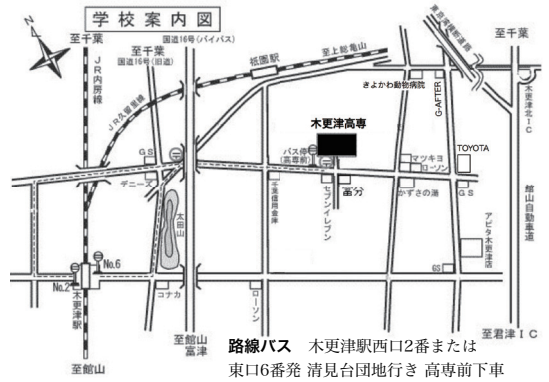 学校案内図
N
至千葉
JR内房線
至千葉
国道16号(旧道)
国道16号(バイパス)
祇園駅
至上総亀山
JR久留里線
東京湾横断道路
至千葉
木更津北IC
きよかわ動物病院
G-AFTER
木更津高専
バス停
(高専前)
マツキヨ
ローソン
TOYOTA
GS
デニーズ
太田山
千葉信用金庫
セブンイレブン
冨分
かずさの湯
GS
館山自動車道
アピタ木更津店
GS
No.6
No.2
木更津駅
コナカ
ローソン
至館山
至館山
富津
至君津IC
路線バス 木更津駅西口2番または
東口6番発 清見台団地行き 高専前下車